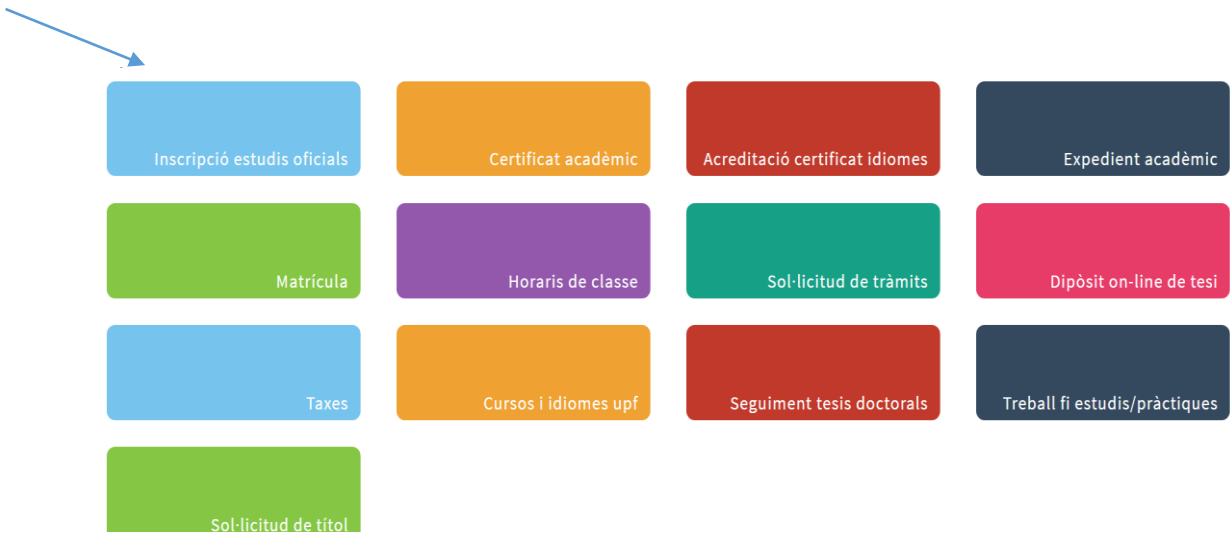 Inscripció estudis oficials
Certificat acadèmic
Acreditació certificat idiomes
Expedient acadèmic
Matrícula
Horaris de classe
Sol·licitud de tràmits
Dipòsit on-line de tesi
Taxes
Cursos i idiomes upf
Seguiment tesis doctorals
Treball fi estudis/pràctiques
Sol·licitud de títol